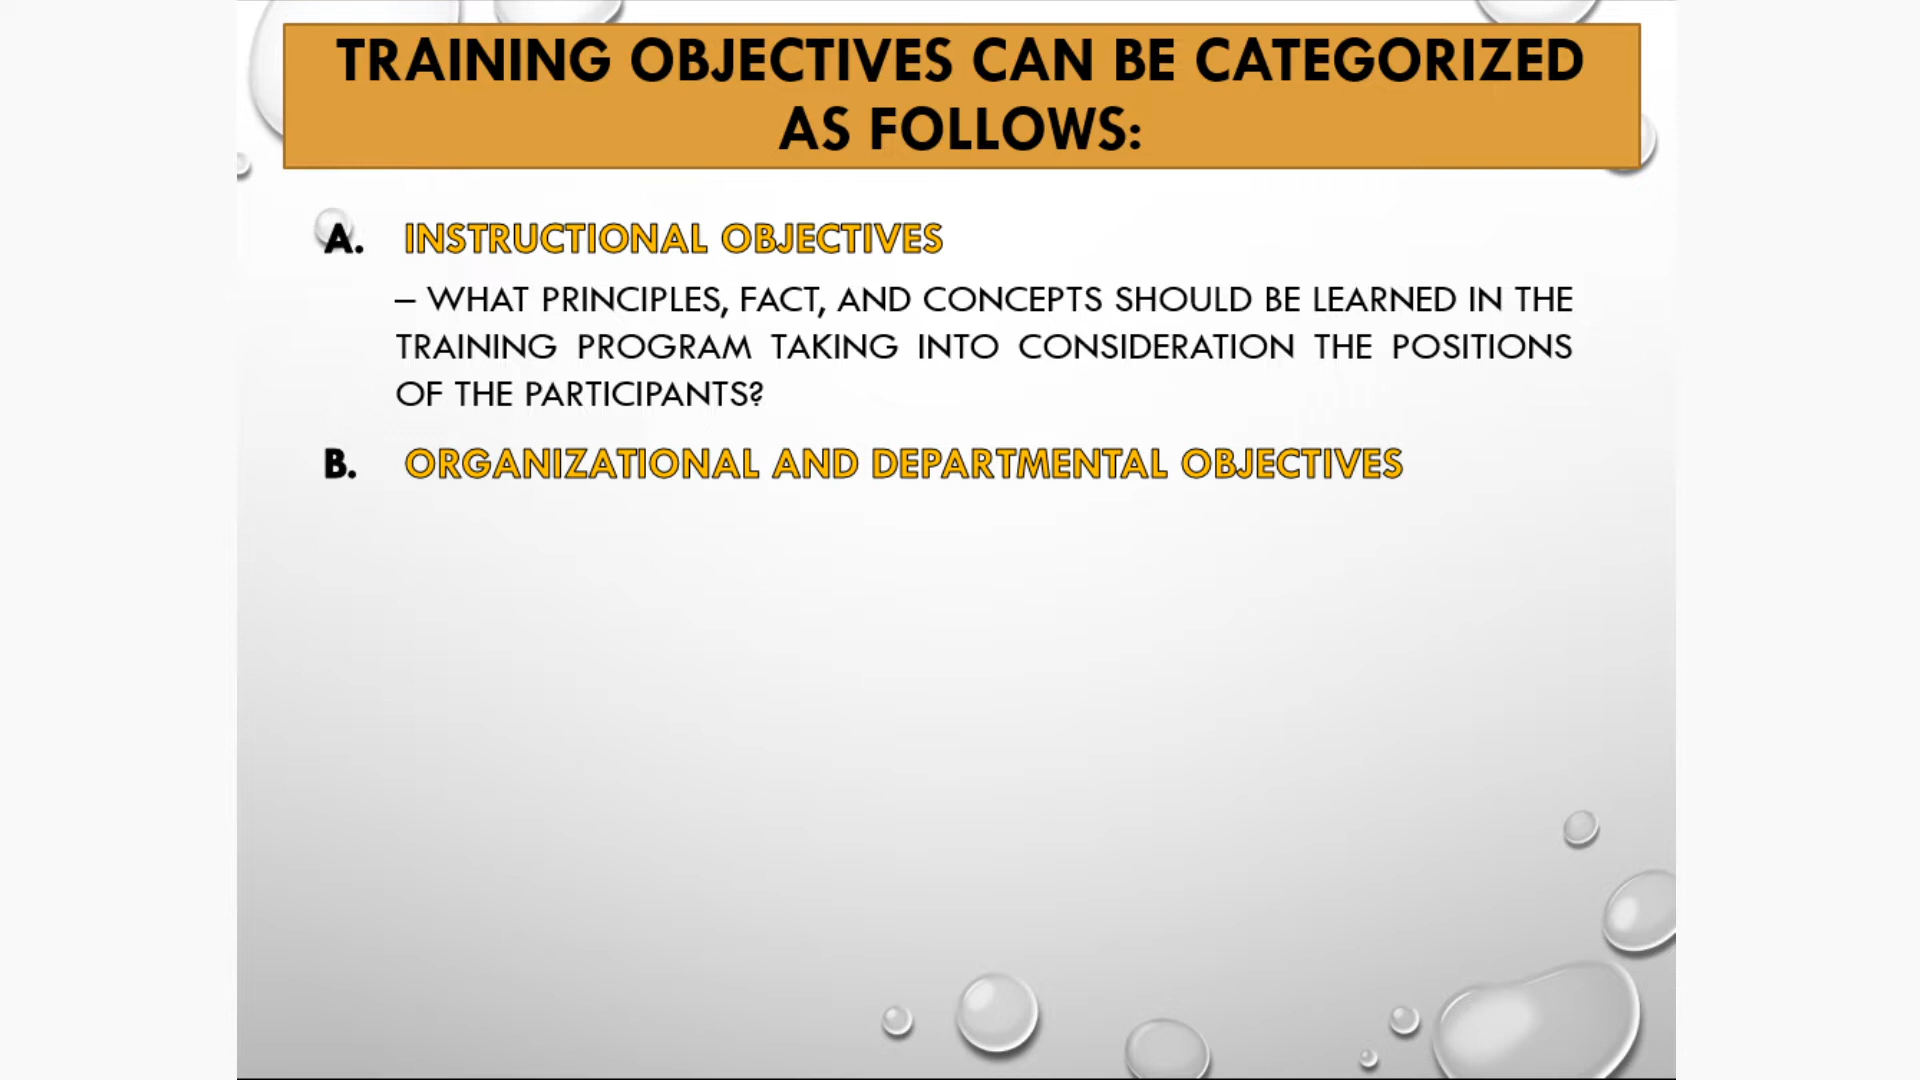 TRAINING OBJECTIVES CAN BE CATEGORIZED
AS FOLLOWS:
A. INSTRUCTIONAL OBJECTIVES
– WHAT PRINCIPLES, FACT, AND CONCEPTS SHOULD BE LEARNED IN THE
TRAINING PROGRAM TAKING INTO CONSIDERATION THE POSITIONS
OF THE PARTICIPANTS?
B. ORGANIZATIONAL AND DEPARTMENTAL OBJECTIVES